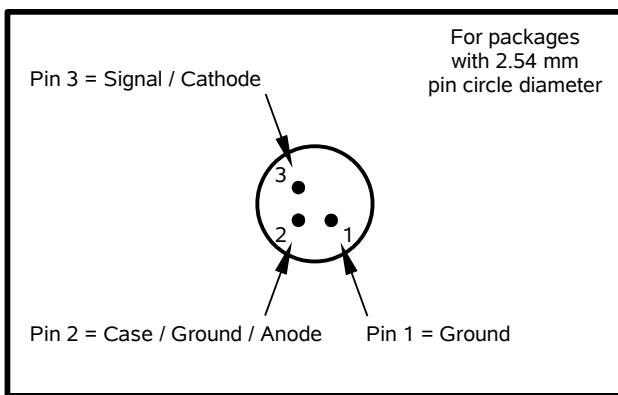 For packages
with 2.54 mm
pin circle diameter
Pin 3 = Signal / Cathode
3
2
1
Pin 2 = Case / Ground / Anode
Pin 1 = Ground